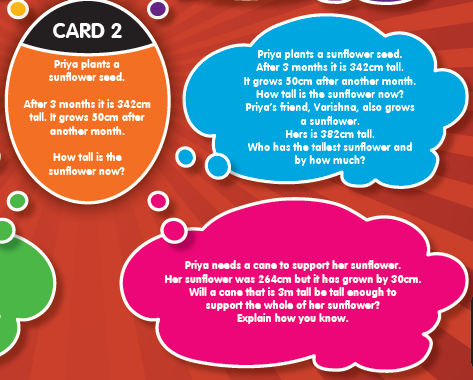 CARD 2
Priya plants a
sunflower seed.
After 3 months it is 342cm
tall. It grows 50cm after
another month.
How tall is the
sunflower now?
Priya plants a sunflower seed.
After 3 months it is 342cm tall.
It grows 50cm after another month.
How tall is the sunflower now?
Priya's friend, Varishna, also grows
a sunflower.
Hers is 382cm tall.
Who has the tallest sunflower and
by how much?
Priya needs a cane to support her sunflower.
Her sunflower was 264cm but it has grown by 30cm.
Will a cane that is 3m tall be tall enough to
support the whole of her sunflower?
Explain how you know.